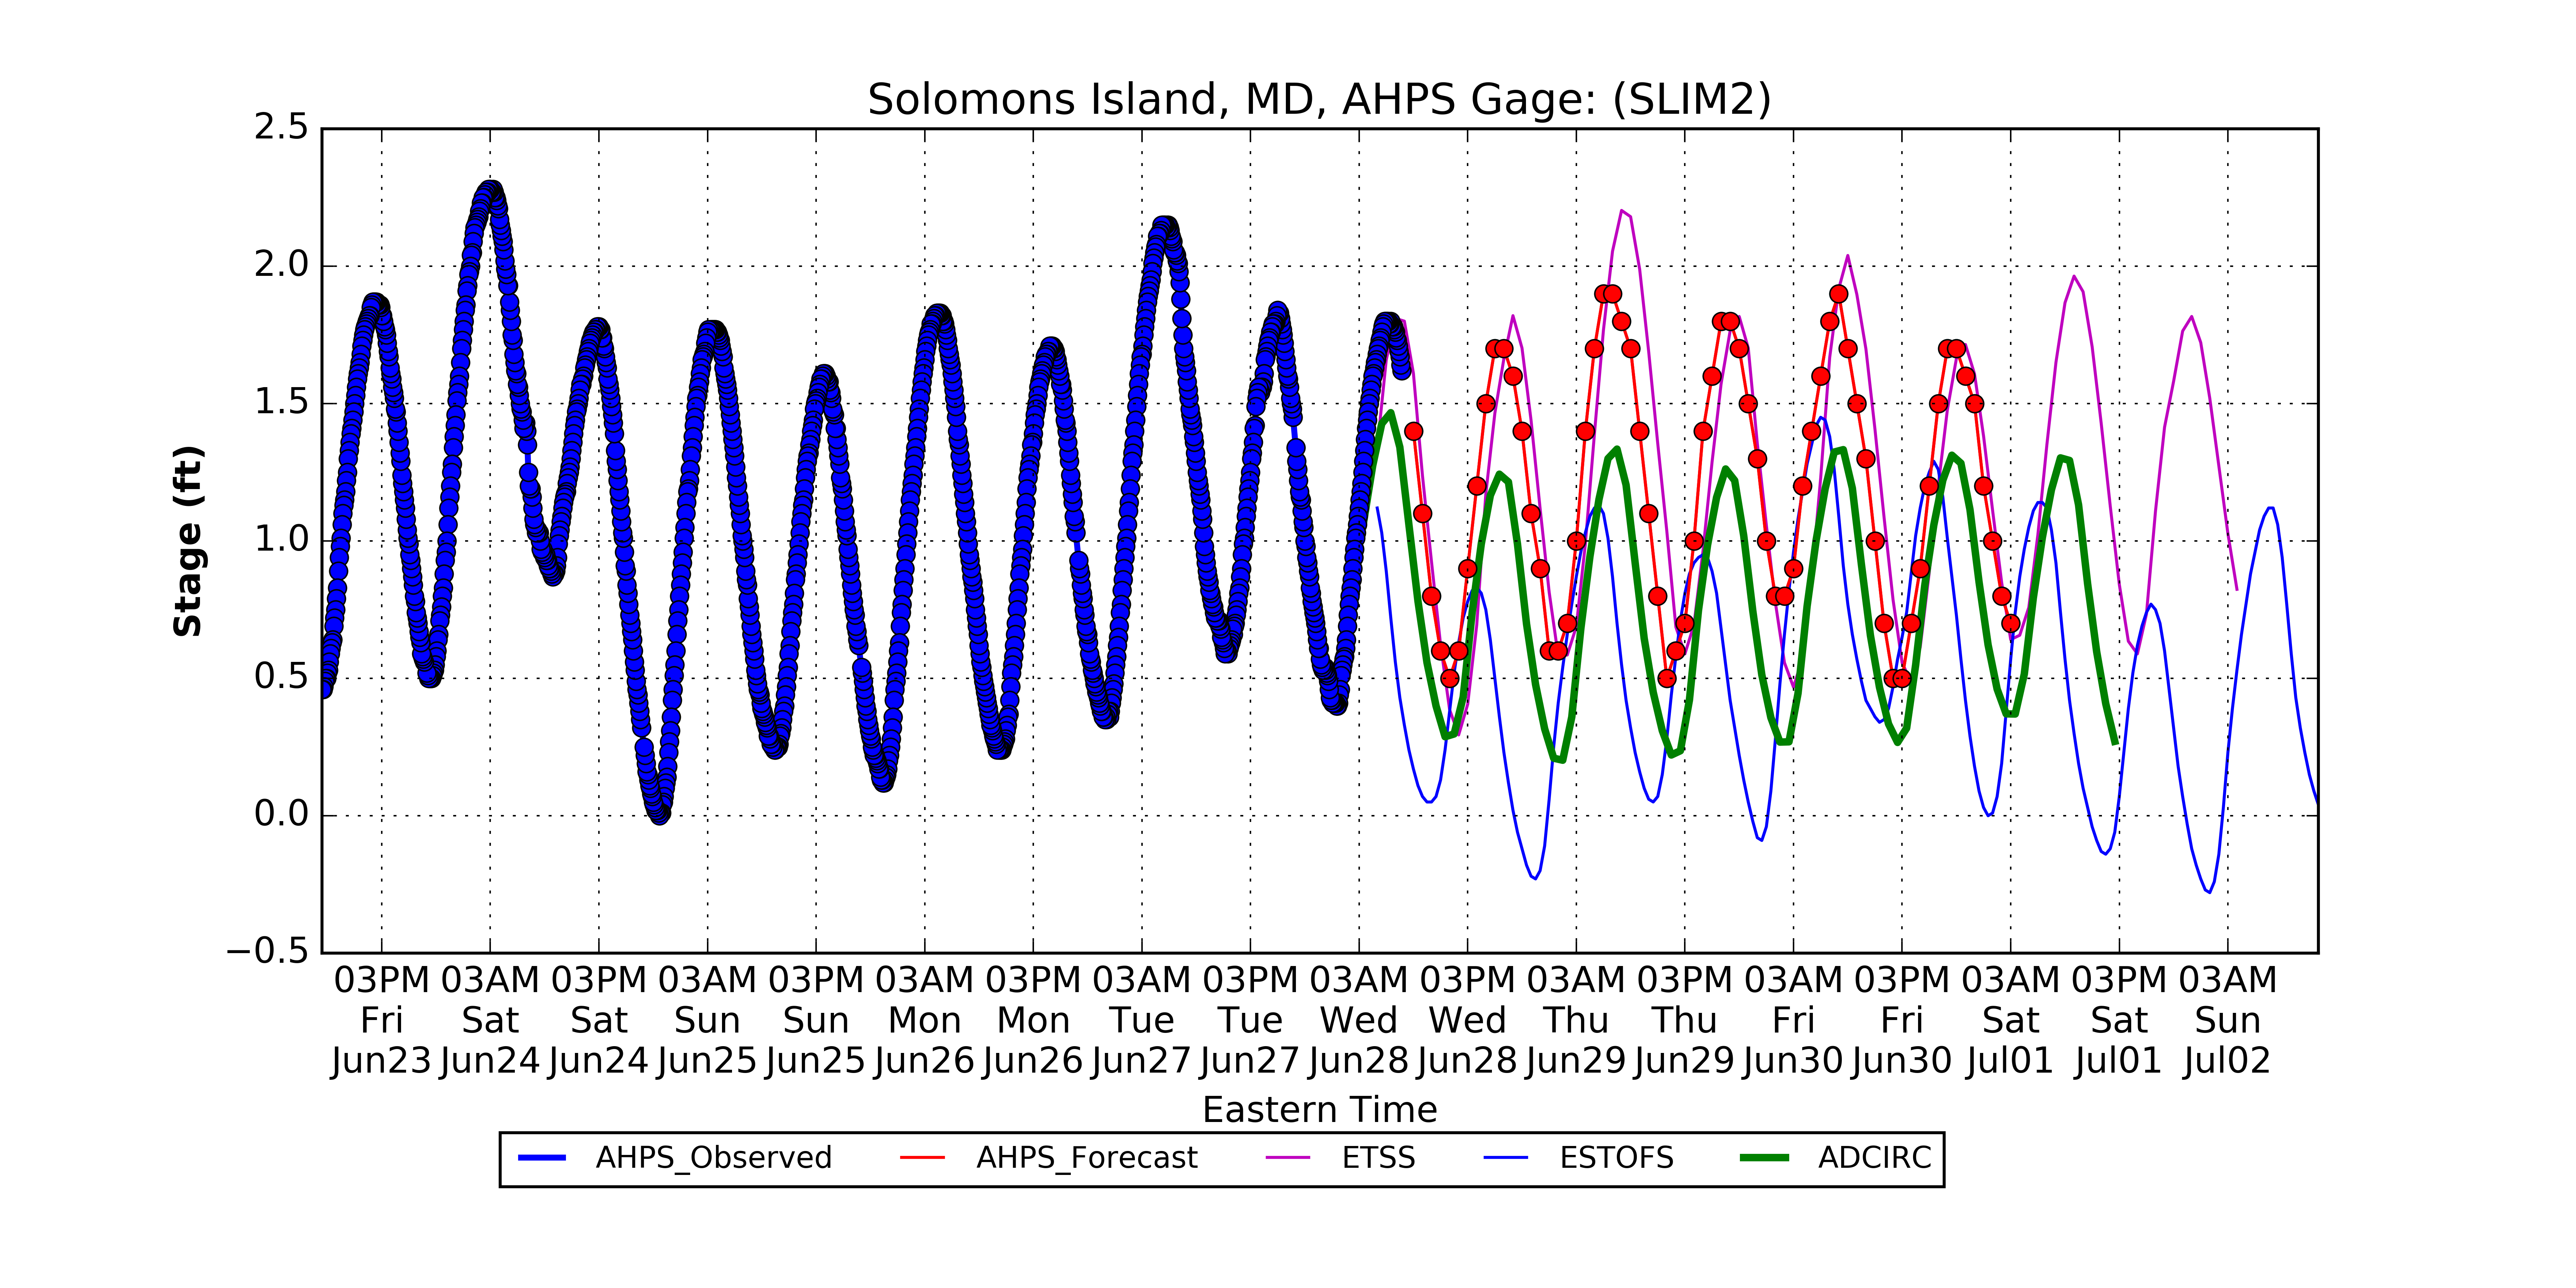 Solomons Island, MD, AHPS Gage: (SLIM2)
2.5
2.0
1.5
1.0
0.5
0.0
−0.5
Stage (ft)
03PM 03AM 03PM 03AM 03PM 03AM 03PM 03AM 03PM 03AM 03PM 03AM 03PM 03AM 03PM 03AM 03PM 03AM
Fri Sat Sat Sun Sun Mon Mon Tue Tue Wed Wed Thu Thu Fri Fri Sat Sat Sun
Jun23 Jun24 Jun24 Jun25 Jun25 Jun26 Jun26 Jun27 Jun27 Jun28 Jun28 Jun29 Jun29 Jun30 Jun30 Jul01 Jul01 Jul02
Eastern Time
AHPS_Observed AHPS_Forecast ETSS ESTOFS ADCIRC